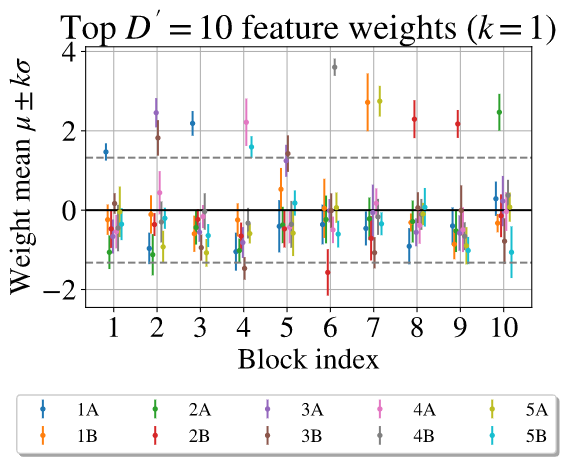 Top D′ = 10 feature weights (k = 1)
Weight mean μ ± kσ
4
2
0
−2
1 2 3 4 5 6 7 8 9 10
Block index
1A 2A 3A 4A 5A
1B 2B 3B 4B 5B